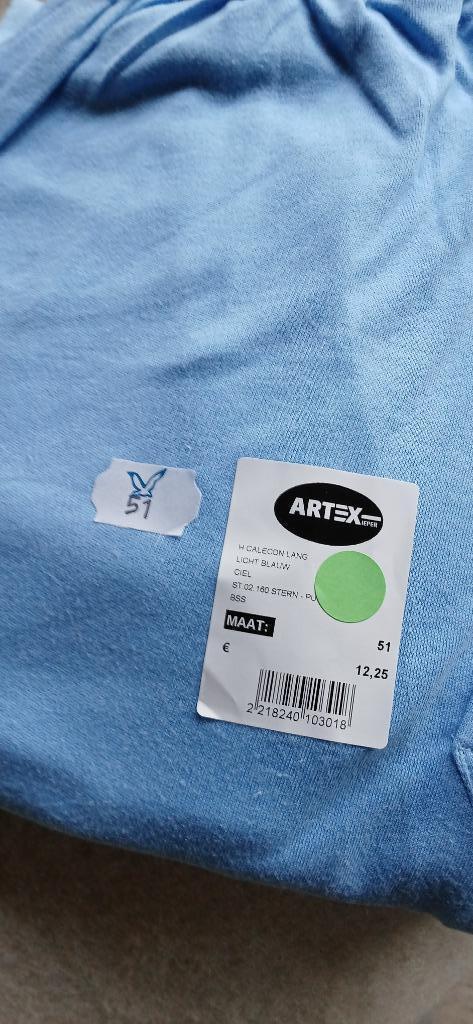 51
ARTEX
IEPER
H CALECON LANG
LICHT BLAUW
CIEL
ST 02.160 STERN - PU
BSS
MAAT: 51
€ 12,25
2 218240 103018